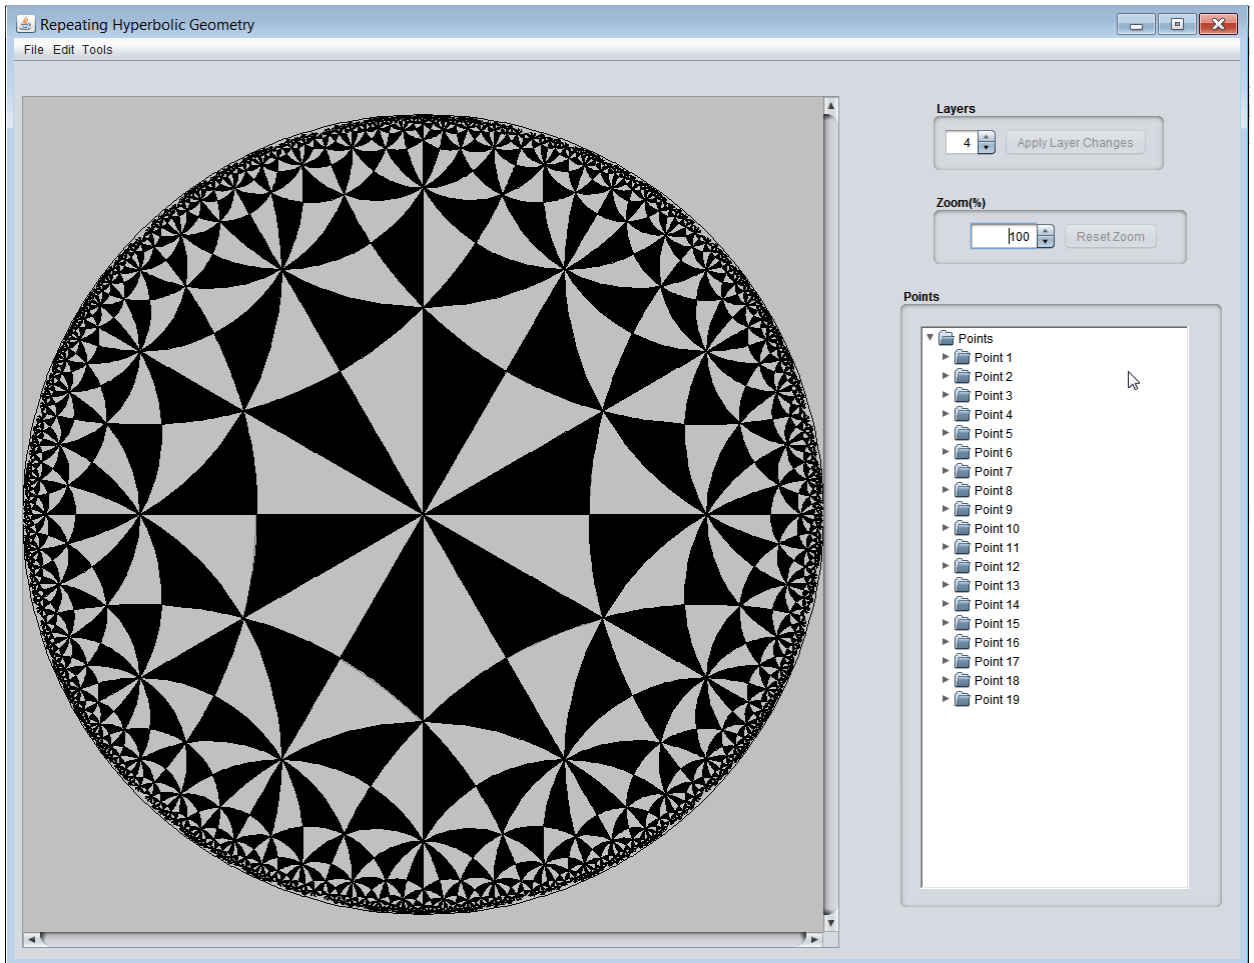 Repeating Hyperbolic Geometry
File Edit Tools
Layers
4 Apply Layer Changes
Zoom(%)
100 Reset Zoom
Points
Points
Point 1
Point 2
Point 3
Point 4
Point 5
Point 6
Point 7
Point 8
Point 9
Point 10
Point 11
Point 12
Point 13
Point 14
Point 15
Point 16
Point 17
Point 18
Point 19